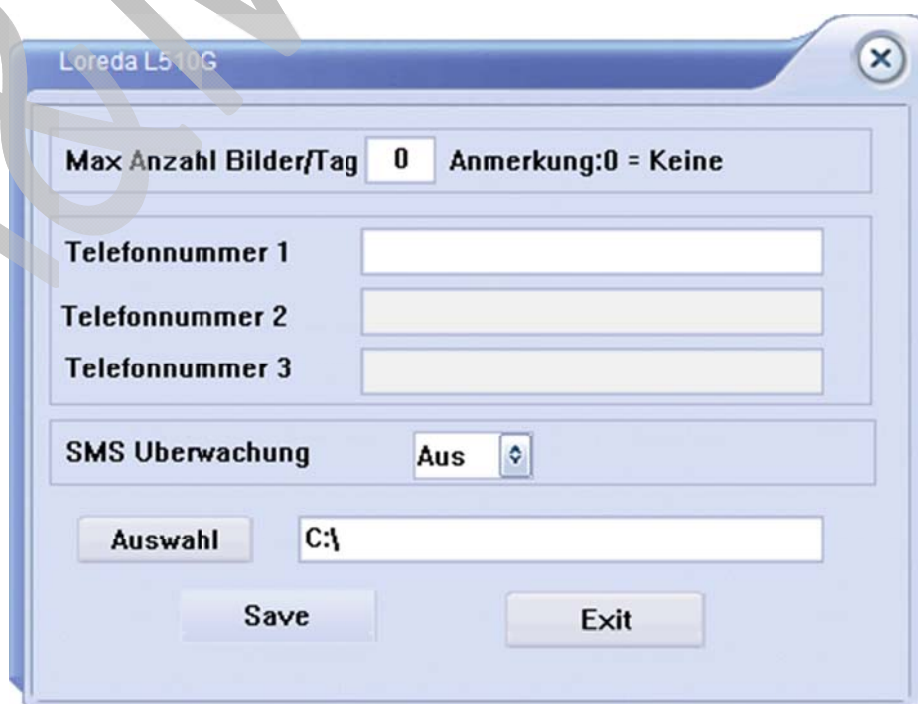 Loreda L510G
Max Anzahl Bilder/Tag 0 Anmerkung:0 = Keine
Telefonnummer 1
Telefonnummer 2
Telefonnummer 3
SMS Uberwachung Aus
Auswahl C:\
Save Exit